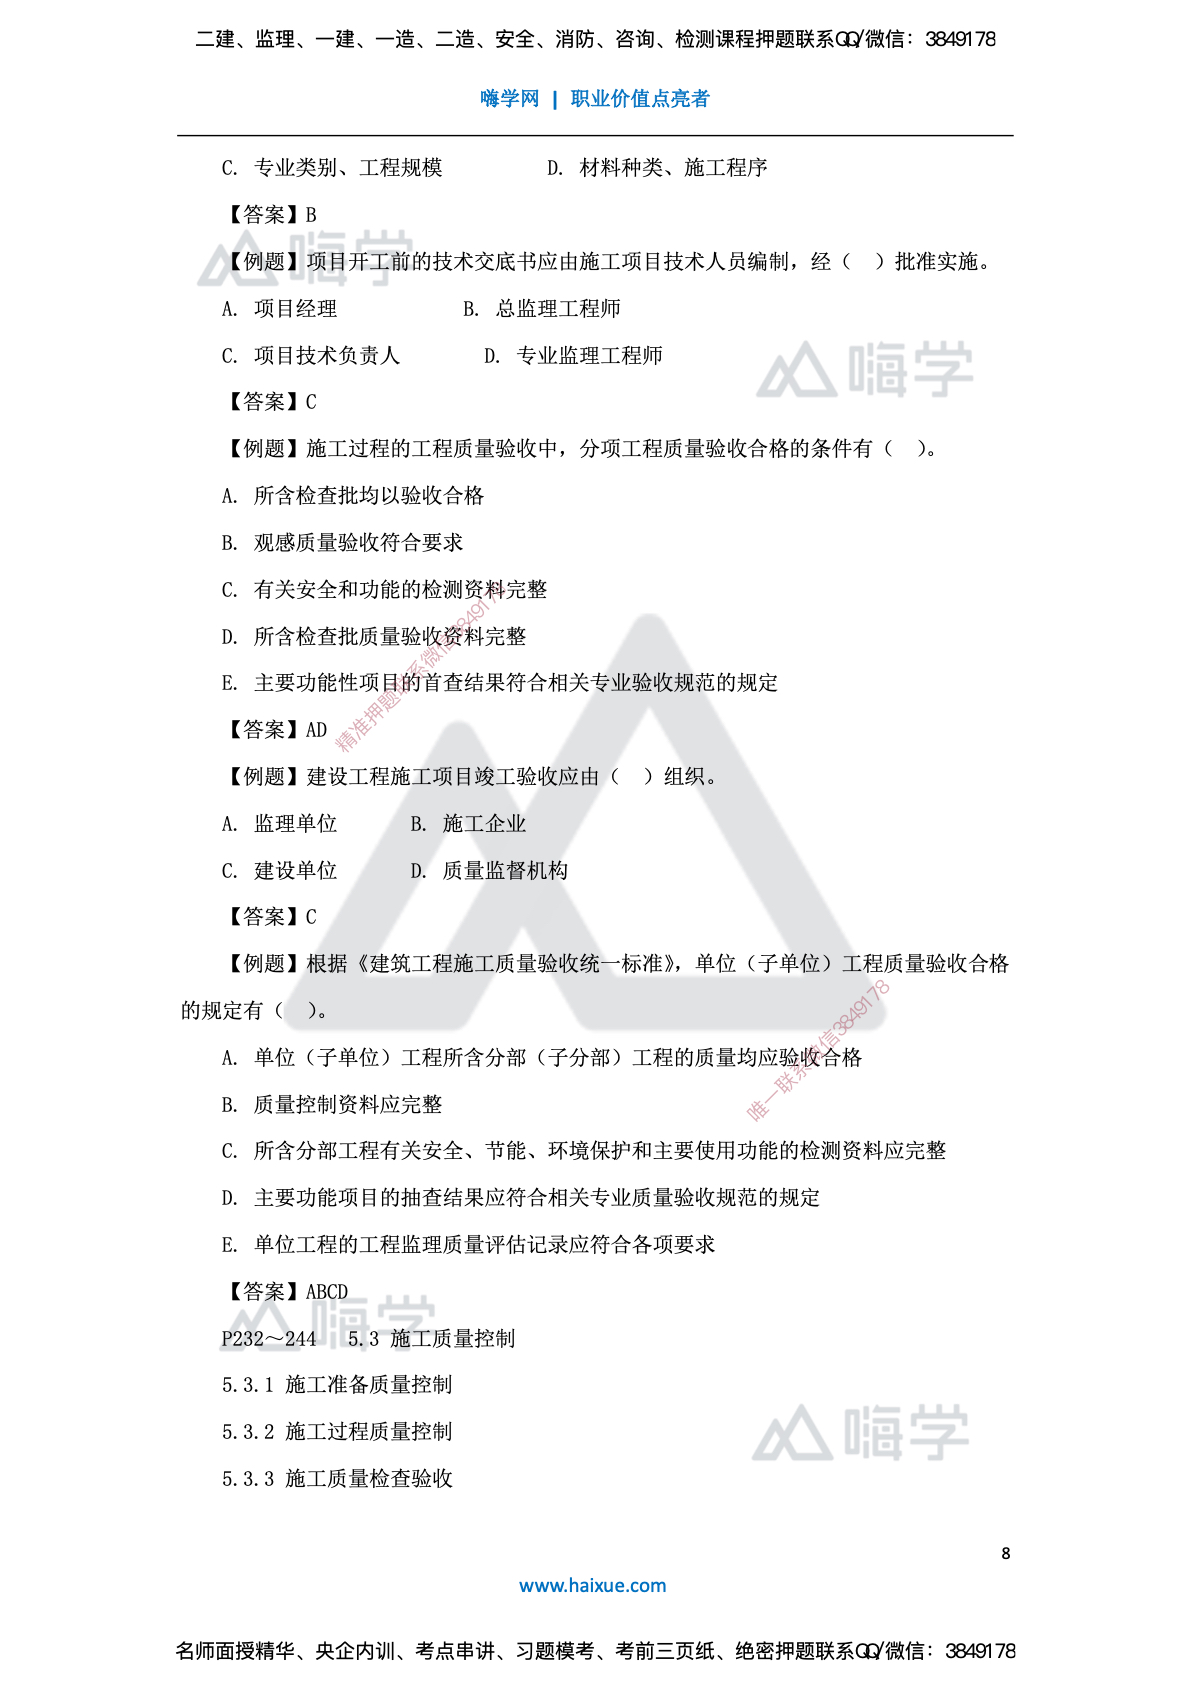 二建、监理、一建、一造、二造、安全、消防、咨询、检测课程押题联系QQ/微信：3849178
嗨学网 | 职业价值点亮者
C. 专业类别、工程规模 D. 材料种类、施工程序
【答案】B
嗨学
【例题】项目开工前的技术交底书应由施工项目技术人员编制，经（ ）批准实施。
A. 项目经理 B. 总监理工程师
C. 项目技术负责人 D. 专业监理工程师
嗨学
【答案】C
【例题】施工过程的工程质量验收中，分项工程质量验收合格的条件有（ ）。
A. 所含检查批均以验收合格
B. 观感质量验收符合要求
C. 有关安全和功能的检测资料完整
D. 所含检查批质量验收资料完整
E. 主要功能性项目的首查结果符合相关专业验收规范的规定
精准押题联系微信3849178
【答案】AD
【例题】建设工程施工项目竣工验收应由（ ）组织。
A. 监理单位 B. 施工企业
C. 建设单位 D. 质量监督机构
【答案】C
【例题】根据《建筑工程施工质量验收统一标准》，单位（子单位）工程质量验收合格
的规定有（ ）。
A. 单位（子单位）工程所含分部（子分部）工程的质量均应验收合格
唯一联系微信3849178
B. 质量控制资料应完整
C. 所含分部工程有关安全、节能、环境保护和主要使用功能的检测资料应完整
D. 主要功能项目的抽查结果应符合相关专业质量验收规范的规定
E. 单位工程的工程监理质量评估记录应符合各项要求
【答案】ABCD
嗨学
P232～244 5.3 施工质量控制
5.3.1 施工准备质量控制
5.3.2 施工过程质量控制
嗨学
5.3.3 施工质量检查验收
8
www.haixue.com
名师面授精华、央企内训、考点串讲、习题模考、考前三页纸、绝密押题联系QQ/微信：3849178